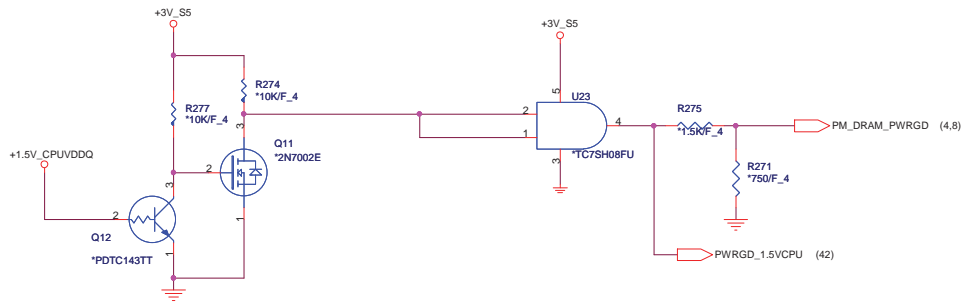 +3V_S5
+3V_S5
R274
*10K/F_4
R277
*10K/F_4
5
U23
2
1
4
3
*TC7SH08FU
R275
*1.5K/F_4
PM_DRAM_PWRGD (4,8)
R271
*750/F_4
3
Q11
*2N7002E
2
1
+1.5V_CPUVDDQ
3
2
1
Q12
*PDTC143TT
PWRGD_1.5VCPU (42)